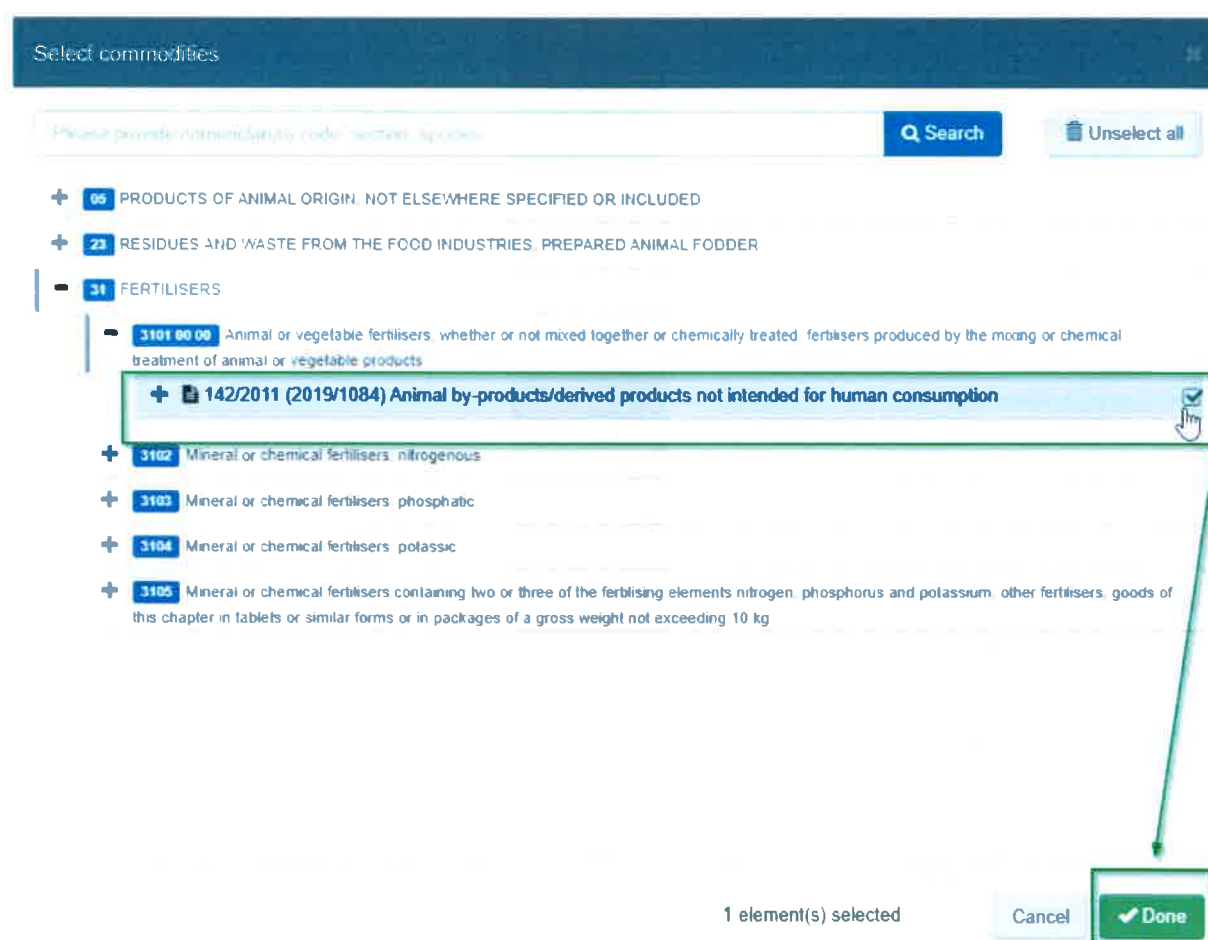 Select commodities
Please provide nomenclature code, section, species
Search
Unselect all
05 PRODUCTS OF ANIMAL ORIGIN, NOT ELSEWHERE SPECIFIED OR INCLUDED
23 RESIDUES AND WASTE FROM THE FOOD INDUSTRIES, PREPARED ANIMAL FODDER
31 FERTILISERS
3101 00 00 Animal or vegetable fertilisers, whether or not mixed together or chemically treated, fertilisers produced by the mixing or chemical
treatment of animal or vegetable products
142/2011 (2019/1084) Animal by-products/derived products not intended for human consumption
3102 Mineral or chemical fertilisers, nitrogenous
3103 Mineral or chemical fertilisers, phosphatic
3104 Mineral or chemical fertilisers, potassic
3105 Mineral or chemical fertilisers containing two or three of the fertilising elements nitrogen, phosphorus and potassium, other fertilisers, goods of
this chapter in tablets or similar forms or in packages of a gross weight not exceeding 10 kg
1 element(s) selected
Cancel
Done